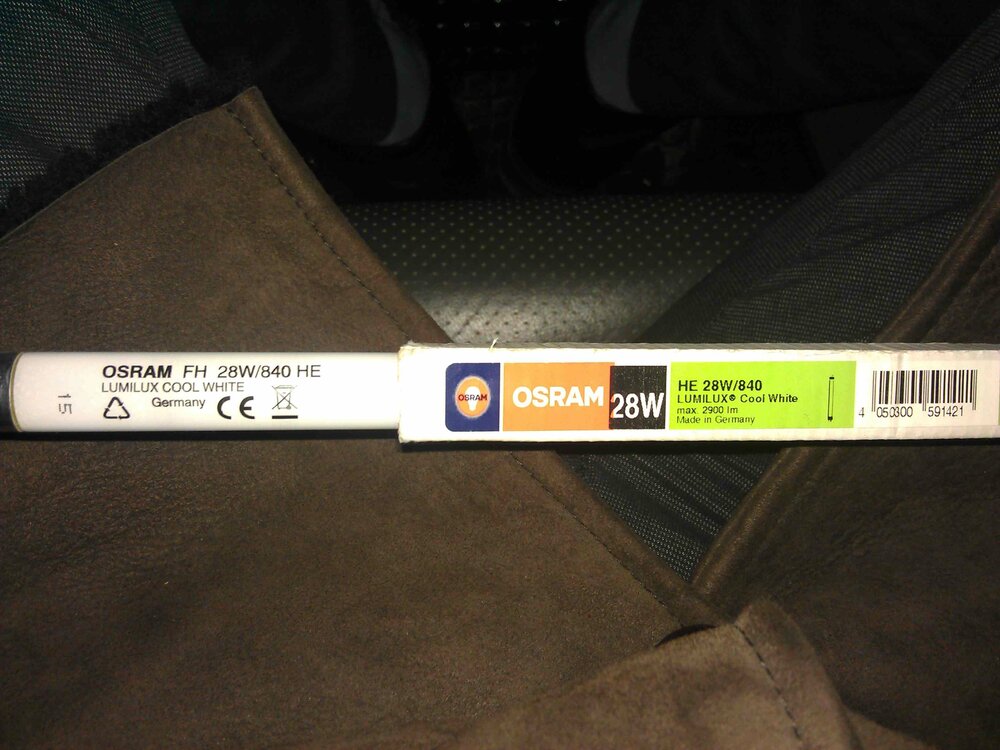 OSRAM FH 28W/840 HE
LUMILUX COOL WHITE
Germany CE
15
OSRAM
OSRAM
28W
HE 28W/840
LUMILUX® Cool White
max. 2900 lm
Made in Germany
4 050300 591421